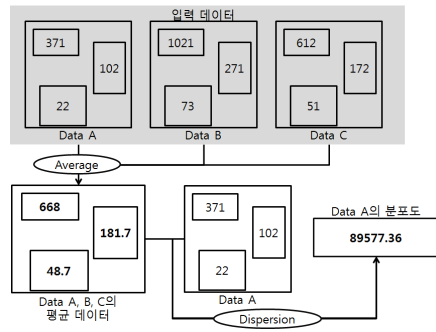 입력 데이터
371
102
22
Data A
1021
271
73
Data B
612
172
51
Data C
Average
668
181.7
48.7
Data A, B, C의
평균 데이터
371
102
22
Data A
Data A의 분포도
89577.36
Dispersion